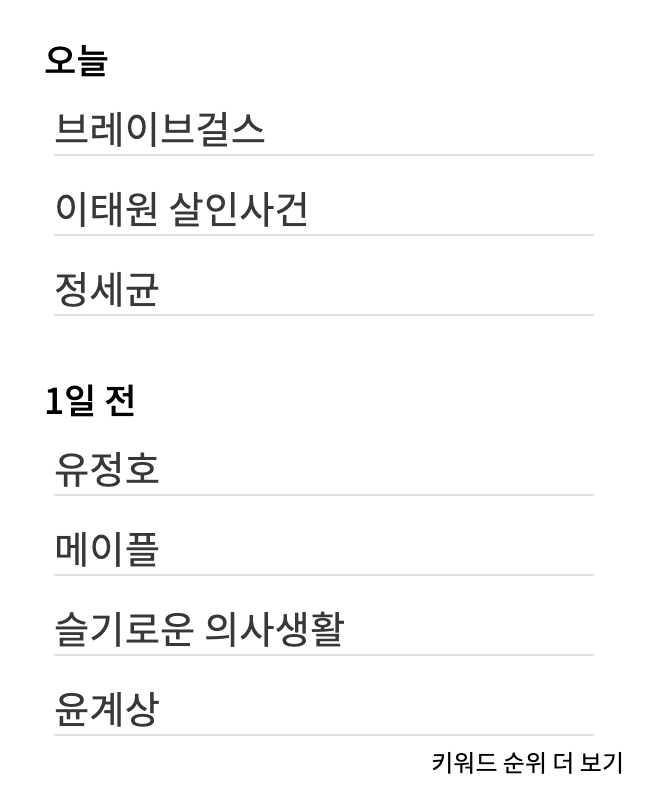 오늘
브레이브걸스
이태원 살인사건
정세균
1일 전
유정호
메이플
슬기로운 의사생활
윤계상
키워드 순위 더 보기